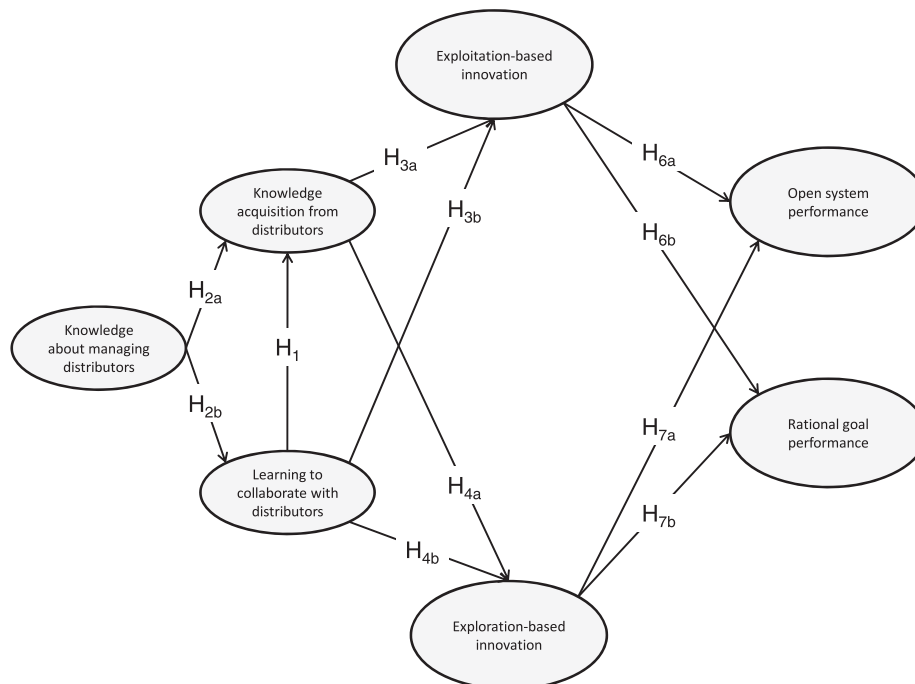 Exploitation-based
innovation
H3a
H6a
Knowledge
acquisition from
distributors
Open system
performance
H3b
H6b
H2a
Knowledge
about managing
distributors
H1
H2b
H7a
Rational goal
performance
Learning to
collaborate with
distributors
H4a
H7b
H4b
Exploration-based
innovation